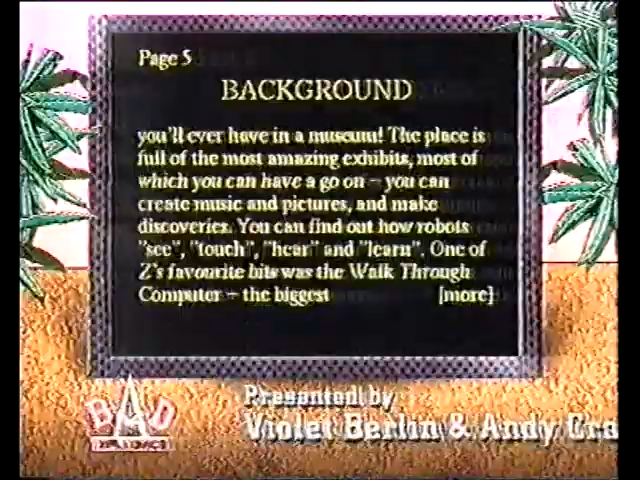 Page 5
BACKGROUND
you'll ever have in a museum! The place is
full of the most amazing exhibits, most of
which you can have a go on – you can
create music and pictures, and make
discoveries. You can find out how robots
"see", "touch", "hear" and "learn". One of
Z's favourite bits was the Walk Through
Computer – the biggest [more]
BAD
Presented by
Violet Berlin & Andy Cra